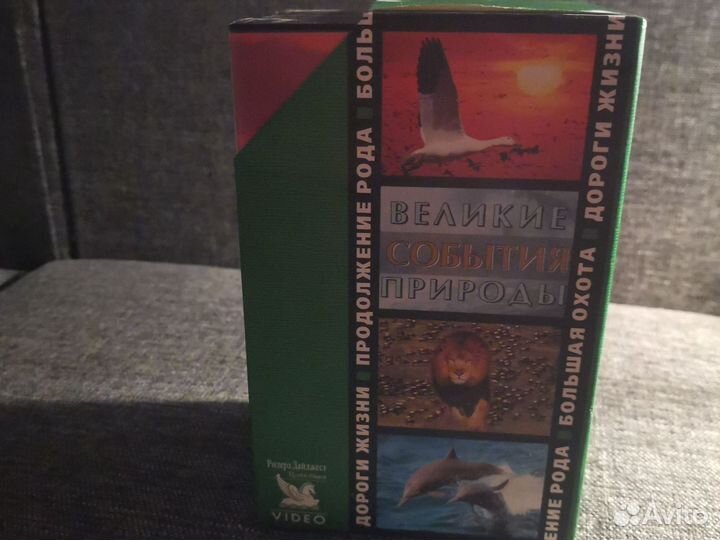 ВЕЛИКИЕ
СОБЫТИЯ
ПРИРОДЫ
ДОРОГИ ЖИЗНИ ■ ПРОДОЛЖЕНИЕ РОДА ■ БОЛЬШ
ЕНИЕ РОДА ■ БОЛЬШАЯ ОХОТА ■ ДОРОГИ ЖИЗНИ
Ридерз Дайджест
VIDEO
Avito